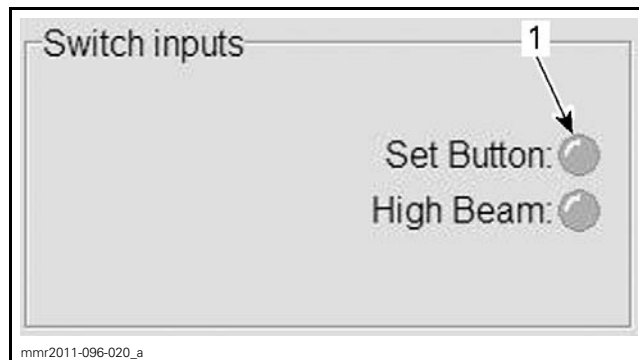 Switch inputs
1
Set Button:
High Beam:
mmr2011-096-020_a